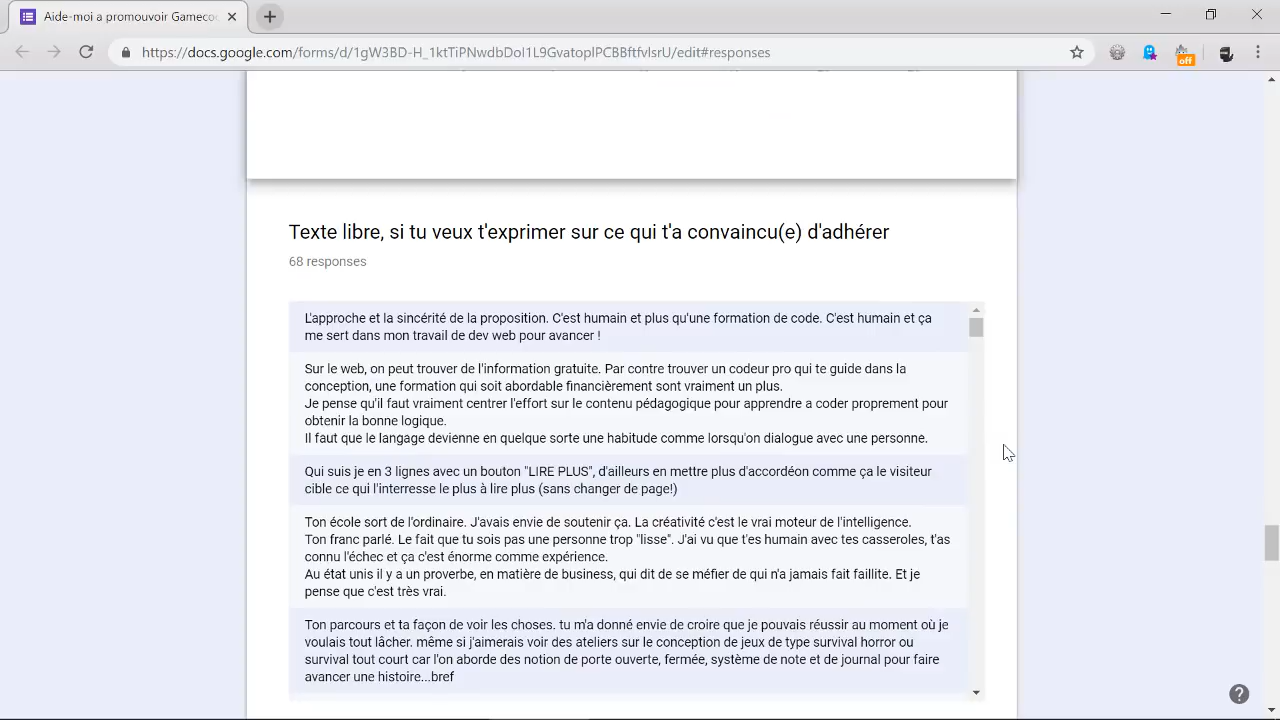 Aide-moi a promouvoir Gameco
https://docs.google.com/forms/d/1gW3BD-H_1ktTiPNwdbDol1L9GvatoplPCBBftfvlsrU/edit#responses
off
Texte libre, si tu veux t'exprimer sur ce qui t'a convaincu(e) d'adhérer
68 responses
L'approche et la sincérité de la proposition. C'est humain et plus qu'une formation de code. C'est humain et ça
me sert dans mon travail de dev web pour avancer !
Sur le web, on peut trouver de l'information gratuite. Par contre trouver un codeur pro qui te guide dans la
conception, une formation qui soit abordable financièrement sont vraiment un plus.
Je pense qu'il faut vraiment centrer l'effort sur le contenu pédagogique pour apprendre a coder proprement pour
obtenir la bonne logique.
Il faut que le langage devienne en quelque sorte une habitude comme lorsqu'on dialogue avec une personne.
Qui suis je en 3 lignes avec un bouton "LIRE PLUS", d'ailleurs en mettre plus d'accordéon comme ça le visiteur
cible ce qui l'interresse le plus à lire plus (sans changer de page!)
Ton école sort de l'ordinaire. J'avais envie de soutenir ça. La créativité c'est le vrai moteur de l'intelligence.
Ton franc parlé. Le fait que tu sois pas une personne trop "lisse". J'ai vu que t'es humain avec tes casseroles, t'as
connu l'échec et ça c'est énorme comme expérience.
Au état unis il y a un proverbe, en matière de business, qui dit de se méfier de qui n'a jamais fait faillite. Et je
pense que c'est très vrai.
Ton parcours et ta façon de voir les choses. tu m'a donné envie de croire que je pouvais réussir au moment où je
voulais tout lâcher. même si j'aimerais voir des ateliers sur le conception de jeux de type survival horror ou
survival tout court car l'on aborde des notion de porte ouverte, fermée, système de note et de journal pour faire
avancer une histoire...bref